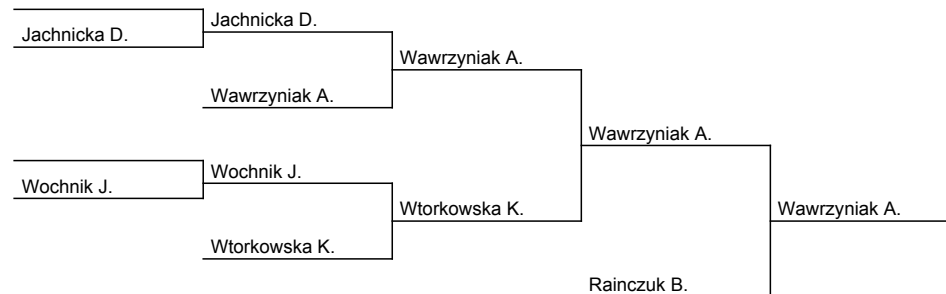 Jachnicka D.
Jachnicka D.
Wawrzyniak A.
Wawrzyniak A.
Wawrzyniak A.
Wochnik J.
Wochnik J.
Wtorkowska K.
Wawrzyniak A.
Wtorkowska K.
Rainczuk B.